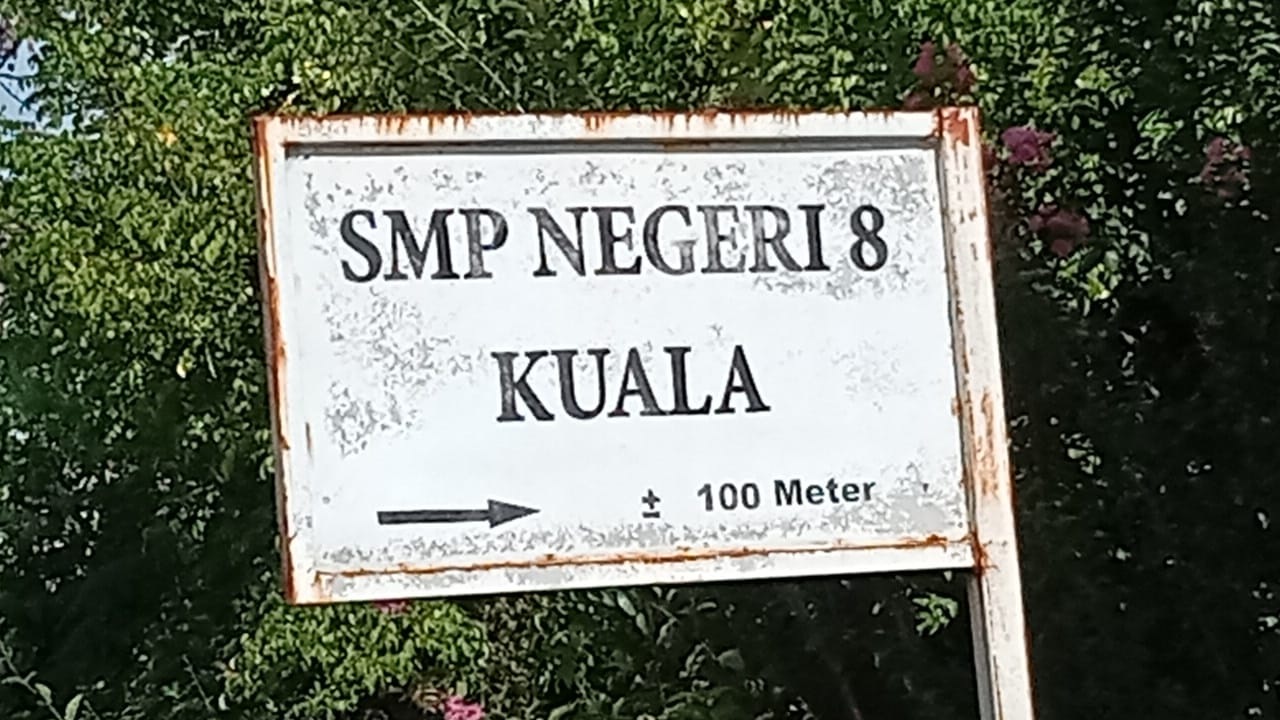 SMP NEGERI 8
KUALA
± 100 Meter